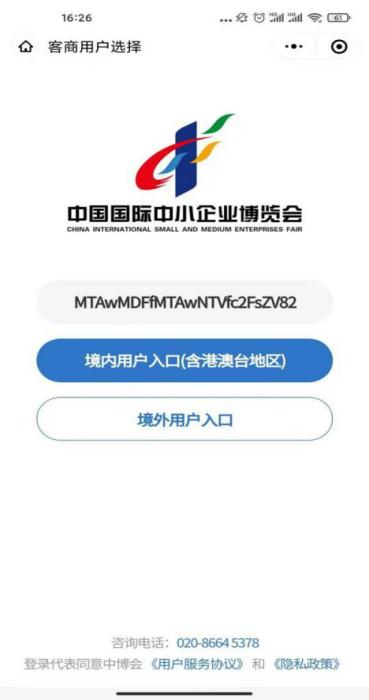 16:26
61
客商用户选择
中国国际中小企业博览会
CHINA INTERNATIONAL SMALL AND MEDIUM ENTERPRISES FAIR
MTAwMDFfMTAwNTVfc2FsZV82
境内用户入口(含港澳台地区)
境外用户入口
咨询电话：020-8664 5378
登录代表同意中博会《用户服务协议》和《隐私政策》